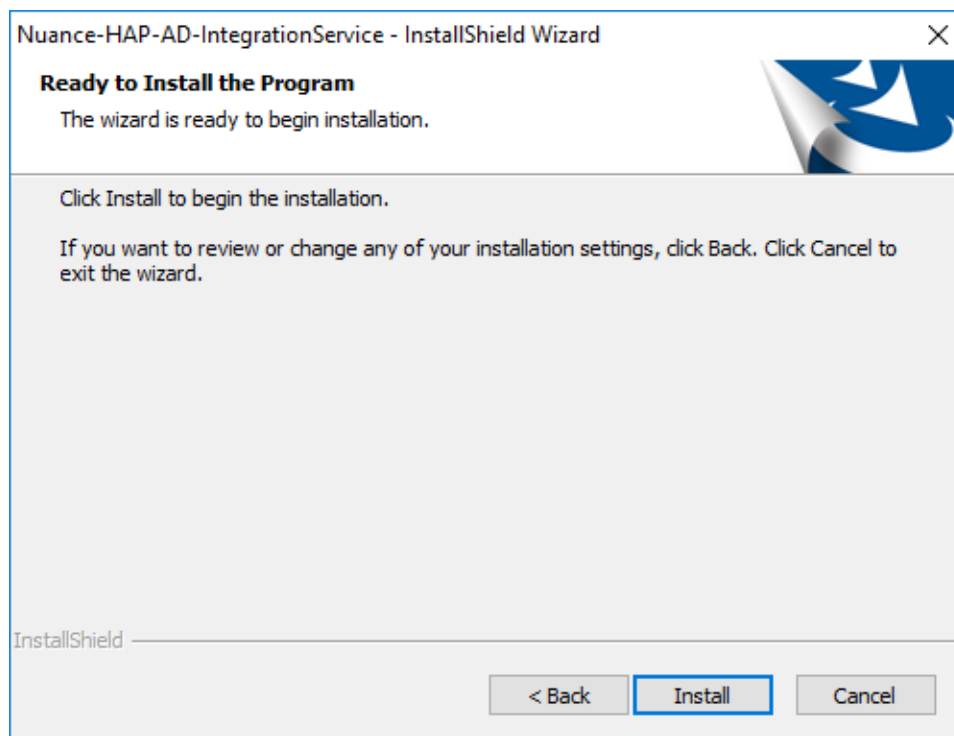 Nuance-HAP-AD-IntegrationService - InstallShield Wizard
Ready to Install the Program
The wizard is ready to begin installation.
Click Install to begin the installation.
If you want to review or change any of your installation settings, click Back. Click Cancel to
exit the wizard.
InstallShield
< Back
Install
Cancel